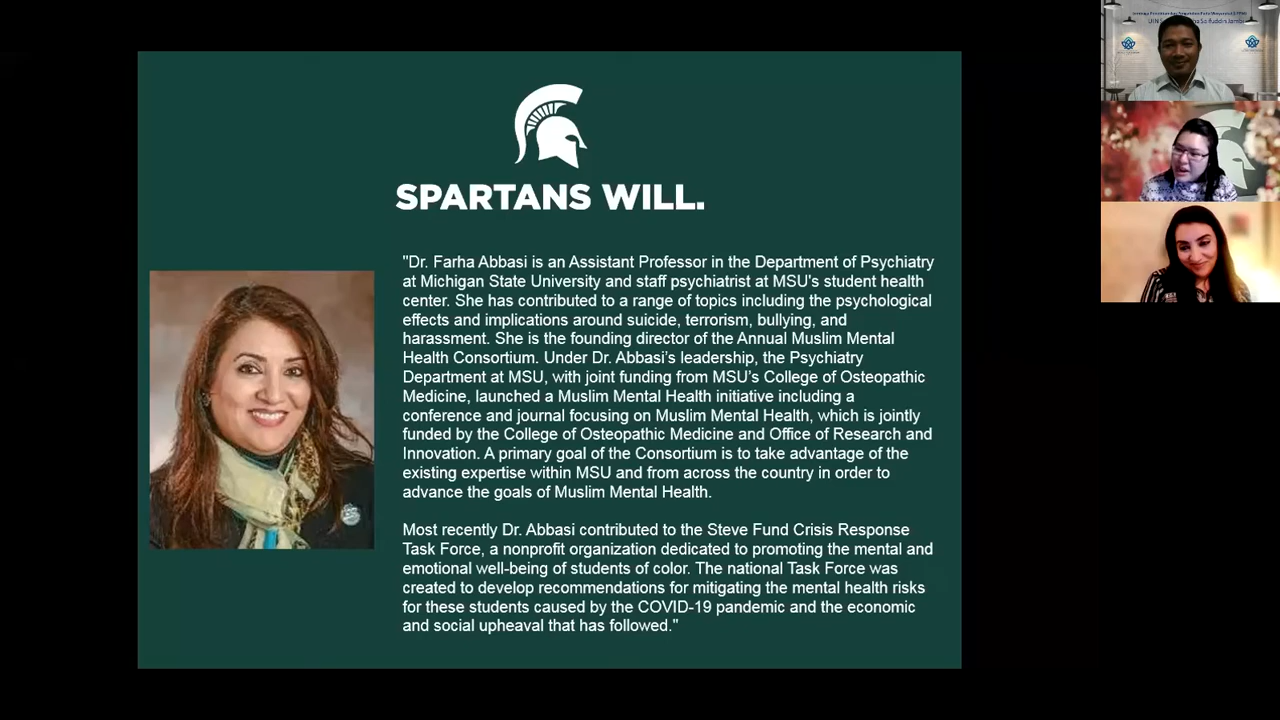 SPARTANS WILL.
"Dr. Farha Abbasi is an Assistant Professor in the Department of Psychiatry
at Michigan State University and staff psychiatrist at MSU's student health
center. She has contributed to a range of topics including the psychological
effects and implications around suicide, terrorism, bullying, and
harassment. She is the founding director of the Annual Muslim Mental
Health Consortium. Under Dr. Abbasi's leadership, the Psychiatry
Department at MSU, with joint funding from MSU's College of Osteopathic
Medicine, launched a Muslim Mental Health initiative including a
conference and journal focusing on Muslim Mental Health, which is jointly
funded by the College of Osteopathic Medicine and Office of Research and
Innovation. A primary goal of the Consortium is to take advantage of the
existing expertise within MSU and from across the country in order to
advance the goals of Muslim Mental Health.
Most recently Dr. Abbasi contributed to the Steve Fund Crisis Response
Task Force, a nonprofit organization dedicated to promoting the mental and
emotional well-being of students of color. The national Task Force was
created to develop recommendations for mitigating the mental health risks
for these students caused by the COVID-19 pandemic and the economic
and social upheaval that has followed."